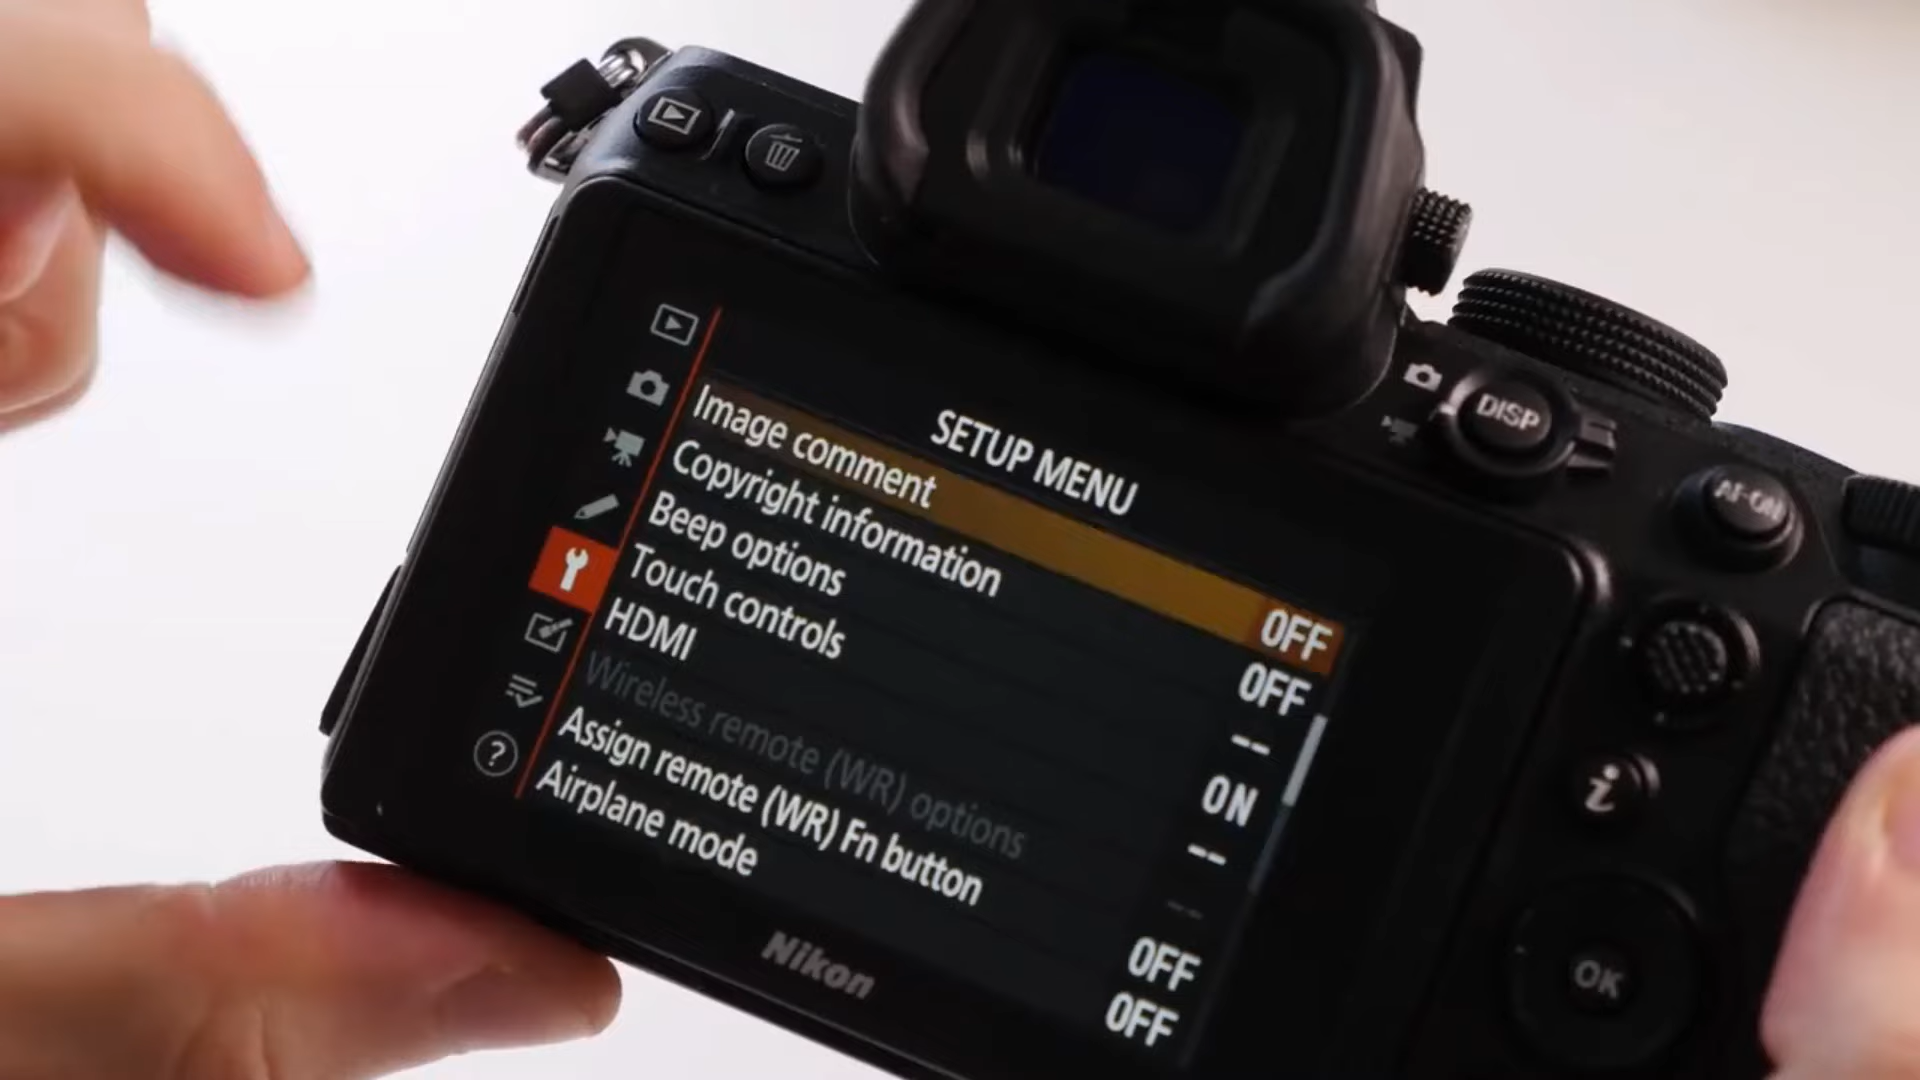 DISP
AF-ON
SETUP MENU
Image comment OFF
Copyright information OFF
Beep options --
Touch controls ON
HDMI --
Wireless remote (WR) options --
Assign remote (WR) Fn button OFF
Airplane mode OFF
?
i
OK
Nikon